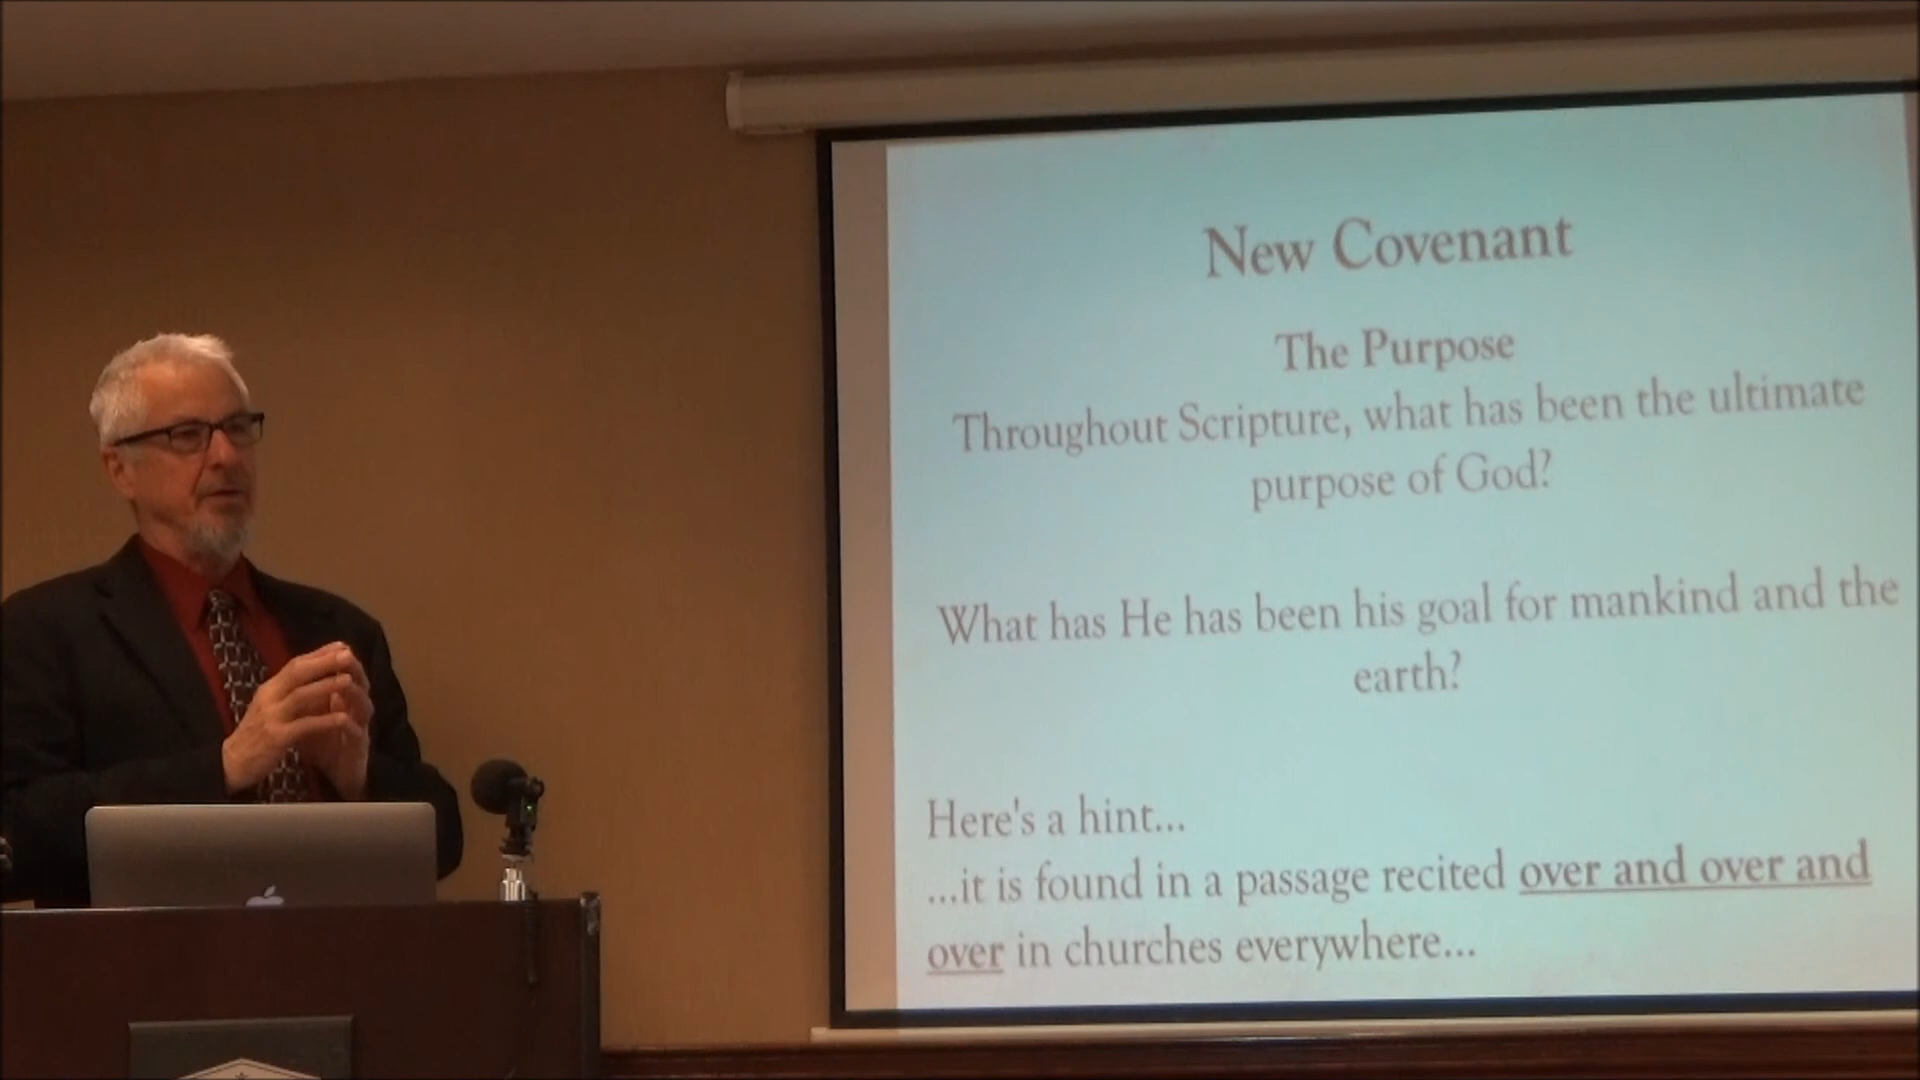 New Covenant
The Purpose
Throughout Scripture, what has been the ultimate
purpose of God?
What has He has been his goal for mankind and the
earth?
Here's a hint...
...it is found in a passage recited over and over and
over in churches everywhere...